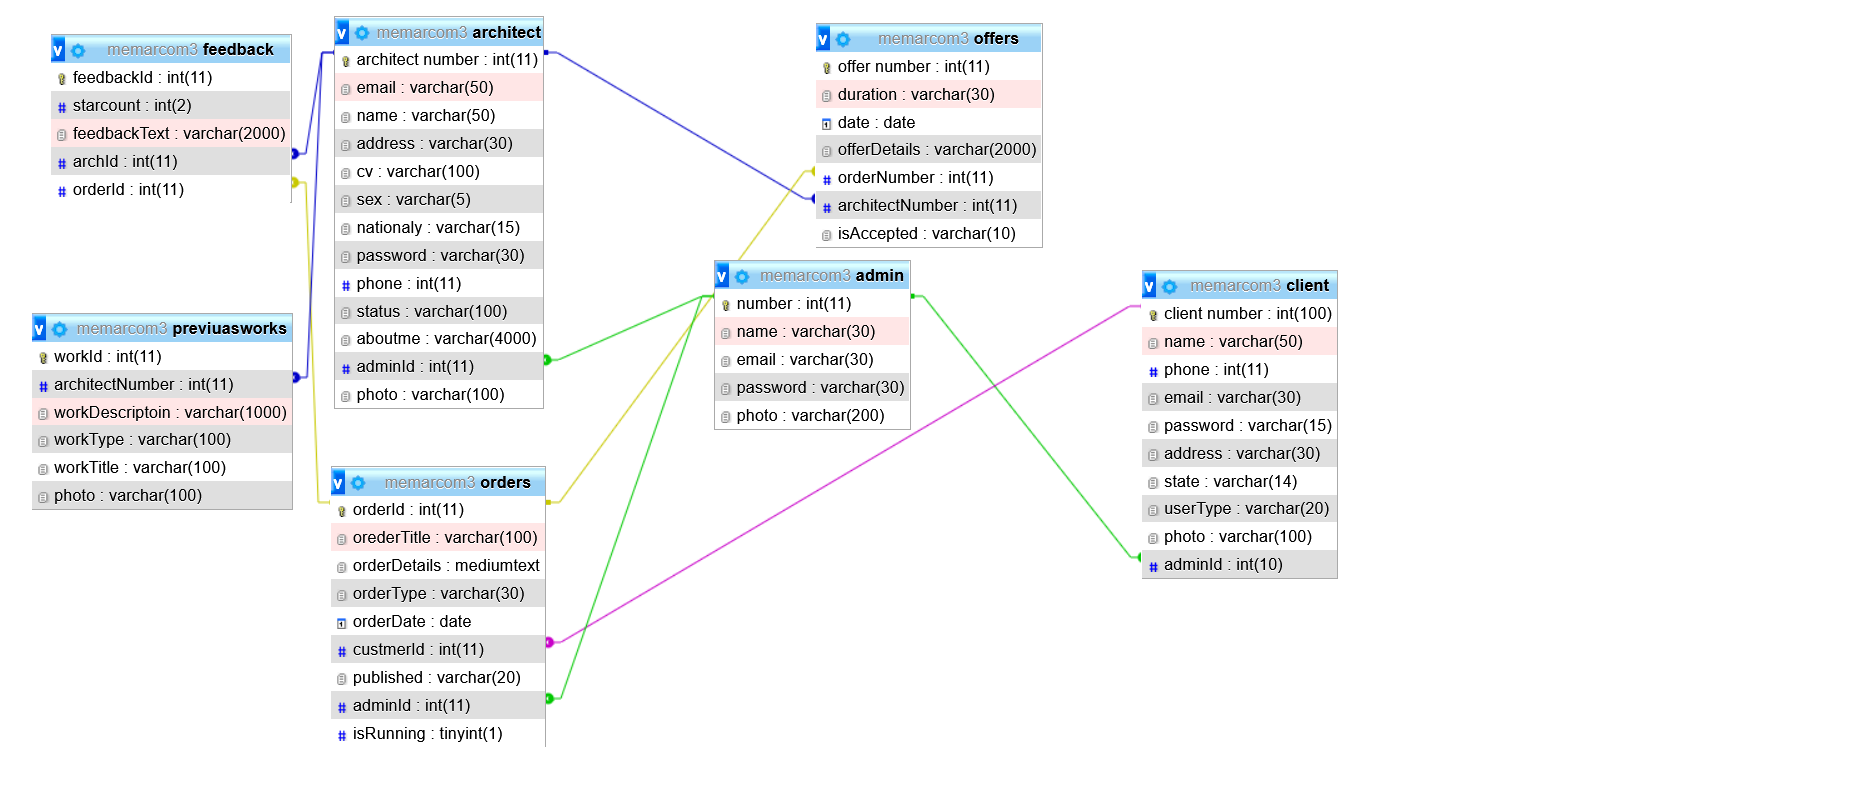 v memarcom3 feedback
feedbackId : int(11)
starcount : int(2)
feedbackText : varchar(2000)
archId : int(11)
orderId : int(11)
v memarcom3 previuasworks
workId : int(11)
architectNumber : int(11)
workDescriptoin : varchar(1000)
workType : varchar(100)
workTitle : varchar(100)
photo : varchar(100)
v memarcom3 architect
architect number : int(11)
email : varchar(50)
name : varchar(50)
address : varchar(30)
cv : varchar(100)
sex : varchar(5)
nationaly : varchar(15)
password : varchar(30)
phone : int(11)
status : varchar(100)
aboutme : varchar(4000)
adminId : int(11)
photo : varchar(100)
v memarcom3 orders
orderId : int(11)
orederTitle : varchar(100)
orderDetails : mediumtext
orderType : varchar(30)
orderDate : date
custmerId : int(11)
published : varchar(20)
adminId : int(11)
isRunning : tinyint(1)
v memarcom3 offers
offer number : int(11)
duration : varchar(30)
date : date
offerDetails : varchar(2000)
orderNumber : int(11)
architectNumber : int(11)
isAccepted : varchar(10)
v memarcom3 admin
number : int(11)
name : varchar(30)
email : varchar(30)
password : varchar(30)
photo : varchar(200)
v memarcom3 client
client number : int(100)
name : varchar(50)
phone : int(11)
email : varchar(30)
password : varchar(15)
address : varchar(30)
state : varchar(14)
userType : varchar(20)
photo : varchar(100)
adminId : int(10)